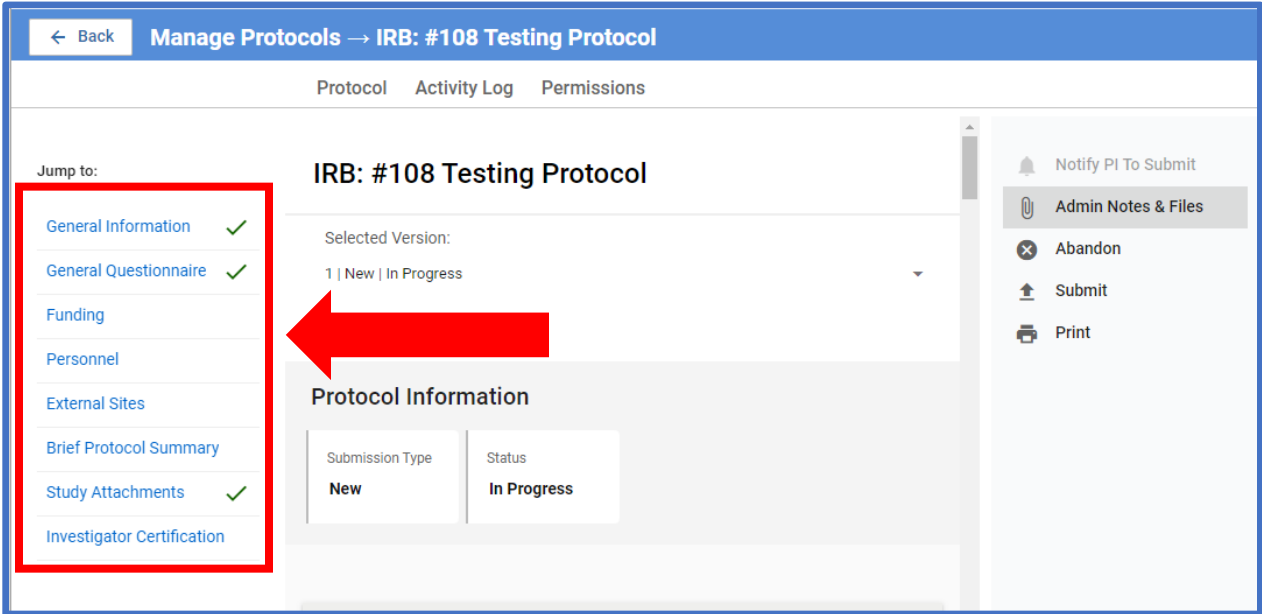 ← Back
Manage Protocols → IRB: #108 Testing Protocol
Protocol Activity Log Permissions
Jump to:
General Information
General Questionnaire
Funding
Personnel
External Sites
Brief Protocol Summary
Study Attachments
Investigator Certification
IRB: #108 Testing Protocol
Selected Version:
1 | New | In Progress
Protocol Information
Submission Type
New
Status
In Progress
Notify PI To Submit
Admin Notes & Files
Abandon
Submit
Print